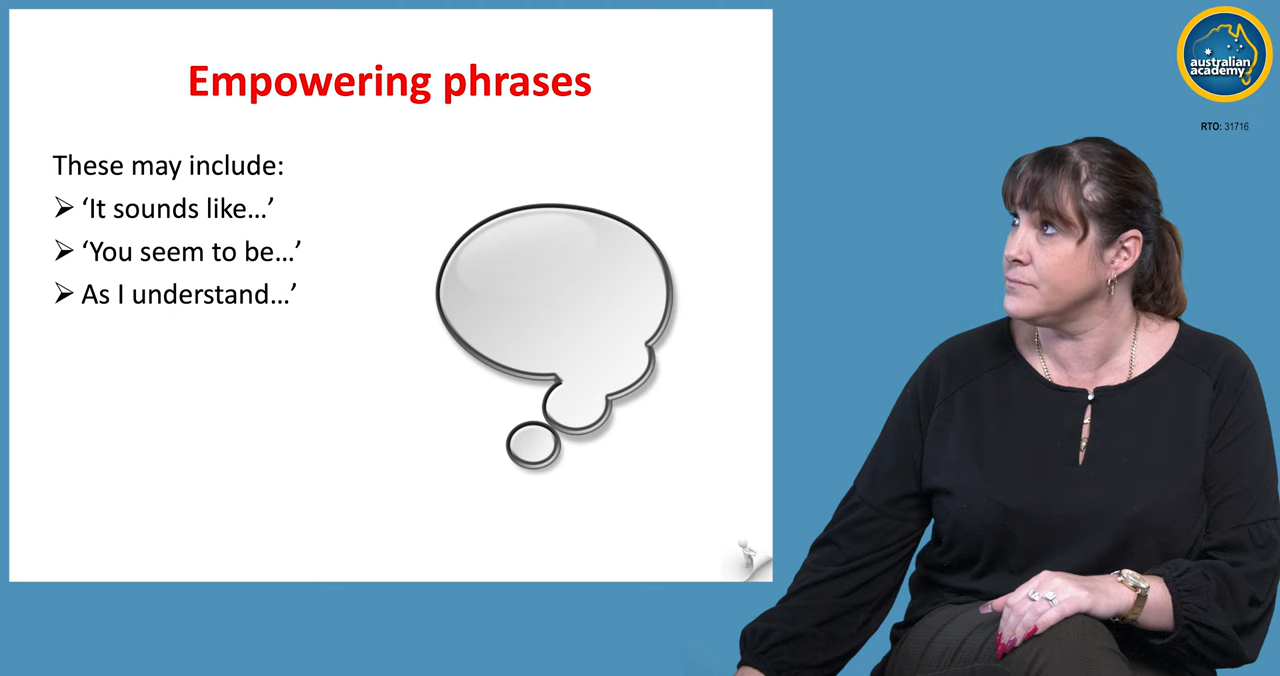 Empowering phrases
These may include:
➢ ‘It sounds like…’
➢ ‘You seem to be…’
➢ As I understand…’
australian
academy
RTO: 31716